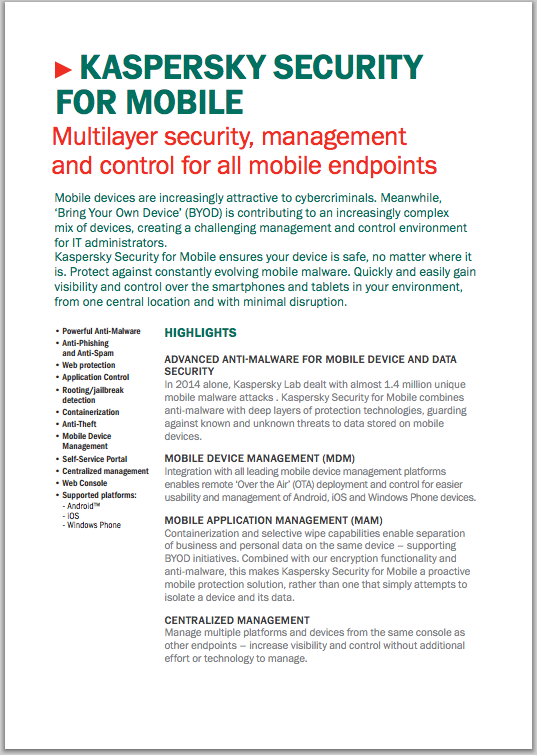 ▶ KASPERSKY SECURITY
FOR MOBILE
Multilayer security, management
and control for all mobile endpoints
Mobile devices are increasingly attractive to cybercriminals. Meanwhile,
‘Bring Your Own Device’ (BYOD) is contributing to an increasingly complex
mix of devices, creating a challenging management and control environment
for IT administrators.
Kaspersky Security for Mobile ensures your device is safe, no matter where it
is. Protect against constantly evolving mobile malware. Quickly and easily gain
visibility and control over the smartphones and tablets in your environment,
from one central location and with minimal disruption.
• Powerful Anti-Malware
• Anti-Phishing
and Anti-Spam
• Web protection
• Application Control
• Rooting/jailbreak
detection
• Containerization
• Anti-Theft
• Mobile Device
Management
• Self-Service Portal
• Centralized management
• Web Console
• Supported platforms:
- Android™
- iOS
- Windows Phone
HIGHLIGHTS
ADVANCED ANTI-MALWARE FOR MOBILE DEVICE AND DATA
SECURITY
In 2014 alone, Kaspersky Lab dealt with almost 1.4 million unique
mobile malware attacks . Kaspersky Security for Mobile combines
anti-malware with deep layers of protection technologies, guarding
against known and unknown threats to data stored on mobile
devices.
MOBILE DEVICE MANAGEMENT (MDM)
Integration with all leading mobile device management platforms
enables remote ‘Over the Air’ (OTA) deployment and control for easier
usability and management of Android, iOS and Windows Phone devices.
MOBILE APPLICATION MANAGEMENT (MAM)
Containerization and selective wipe capabilities enable separation
of business and personal data on the same device – supporting
BYOD initiatives. Combined with our encryption functionality and
anti-malware, this makes Kaspersky Security for Mobile a proactive
mobile protection solution, rather than one that simply attempts to
isolate a device and its data.
CENTRALIZED MANAGEMENT
Manage multiple platforms and devices from the same console as
other endpoints – increase visibility and control without additional
effort or technology to manage.